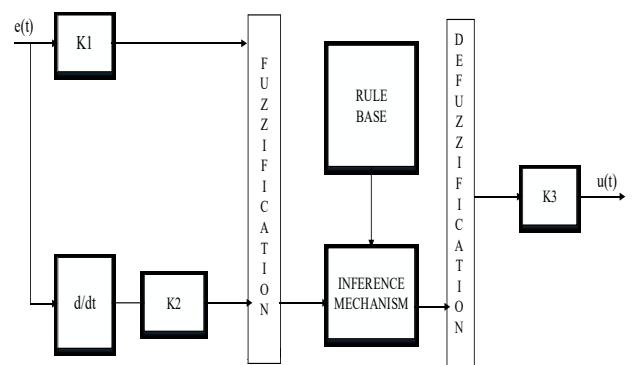 e(t)
K1
FUZZIFICATION
RULE
BASE
DEFUZZIFICATION
K3
u(t)
d/dt
K2
INFERENCE
MECHANISM